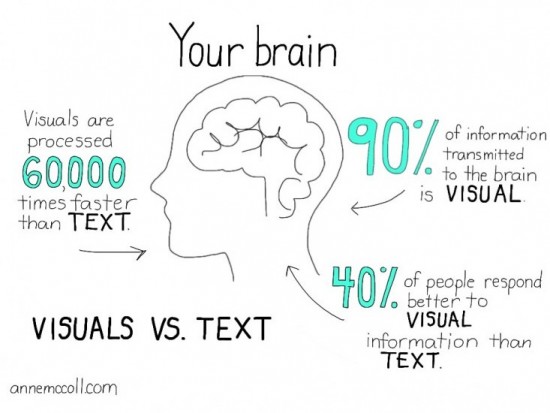 Your brain
Visuals are
processed
60,000
times faster
than TEXT.
90% of information
transmitted
to the brain
is VISUAL.
40% of people respond
better to
VISUAL
information than
TEXT.
VISUALS VS. TEXT
annemccoll.com